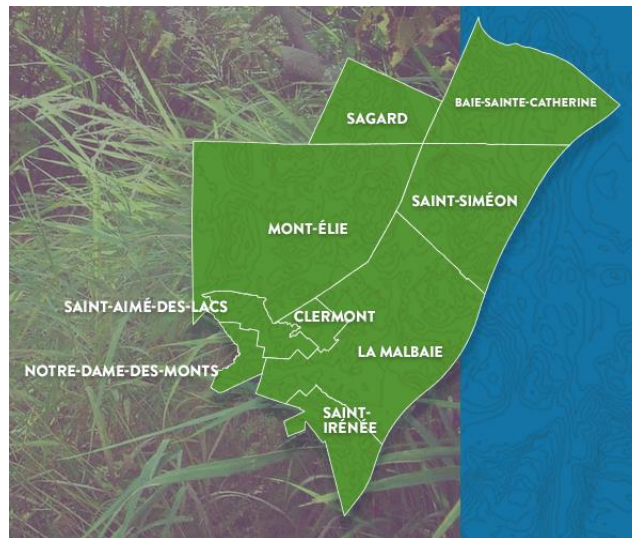 BAIE-SAINTE-CATHERINE
SAGARD
SAINT-SIMÉON
MONT-ÉLIE
SAINT-AIMÉ-DES-LACS
CLERMONT
LA MALBAIE
NOTRE-DAME-DES-MONTS
SAINT-
IRÉNÉE